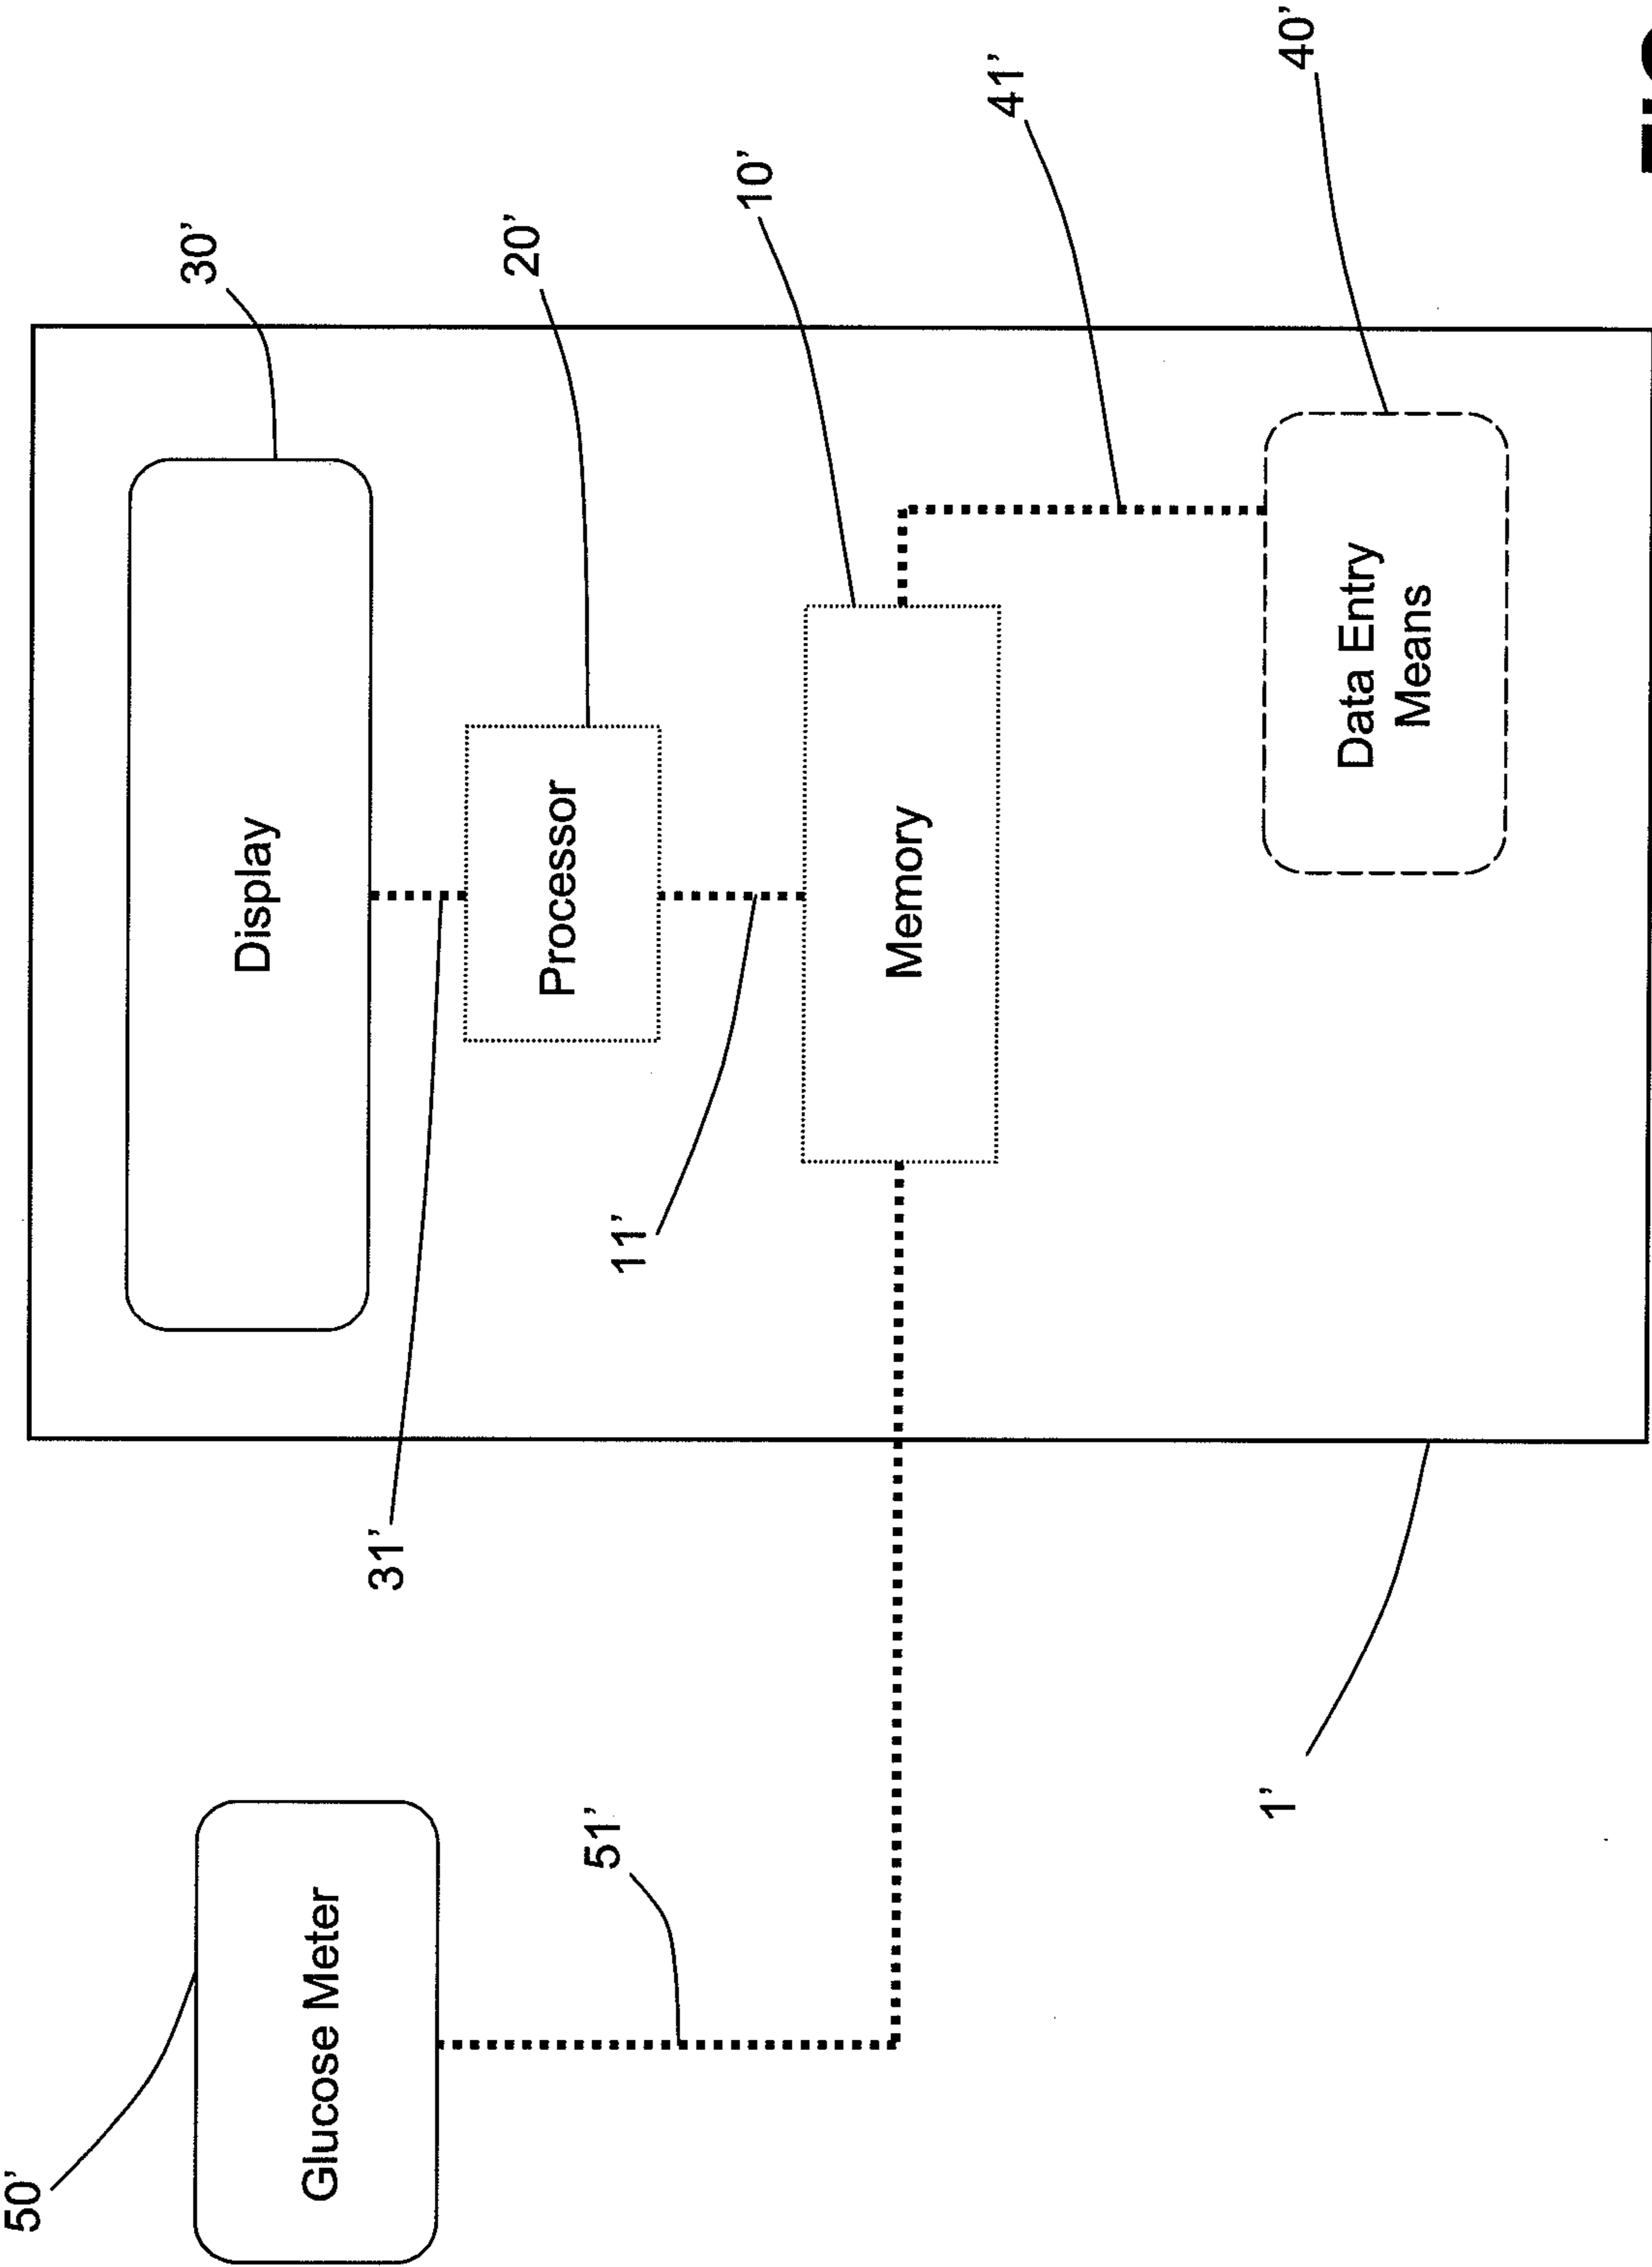 50'
30'
Display
Glucose Meter
31'
20'
Processor
51'
11'
10'
Memory
41'
1'
40'
Data Entry
Means